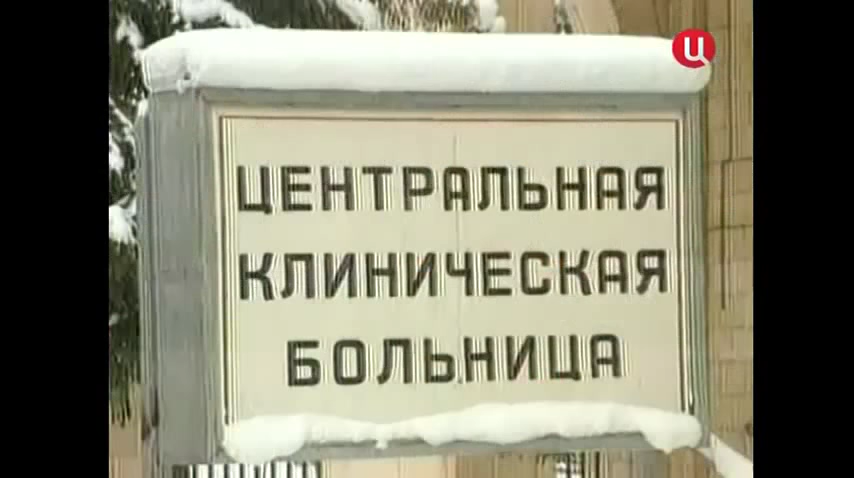 Ц
ЦЕНТРАЛЬНАЯ
КЛИНИЧЕСКАЯ
БОЛЬНИЦА